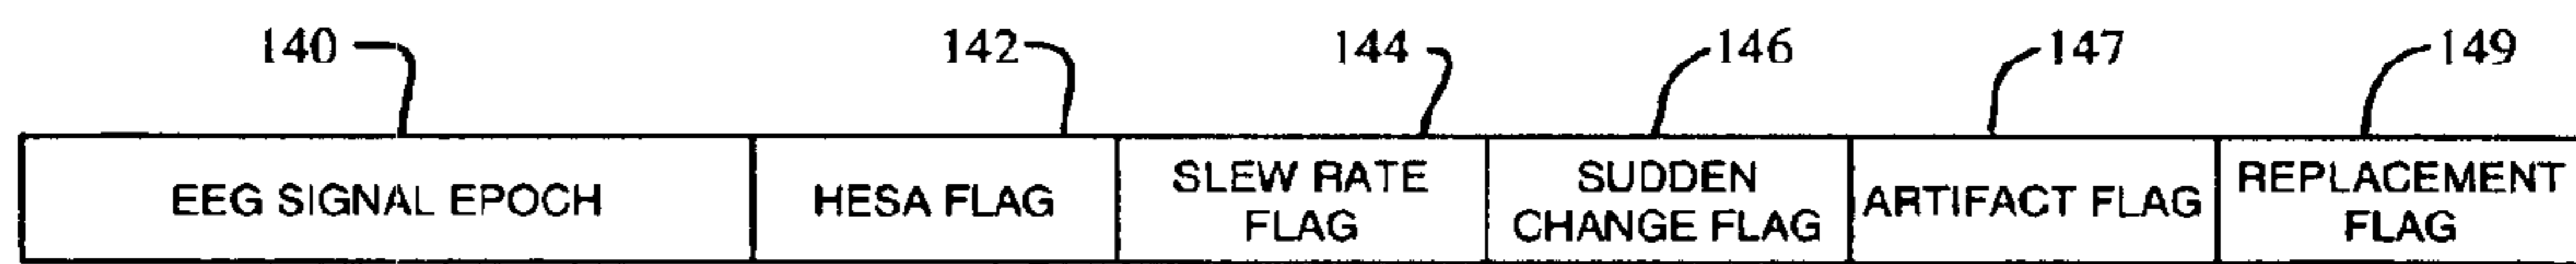 140 142 144 146 147 149
EEG SIGNAL EPOCH
HESA FLAG
SLEW RATE
FLAG
SUDDEN
CHANGE FLAG
ARTIFACT FLAG
REPLACEMENT
FLAG